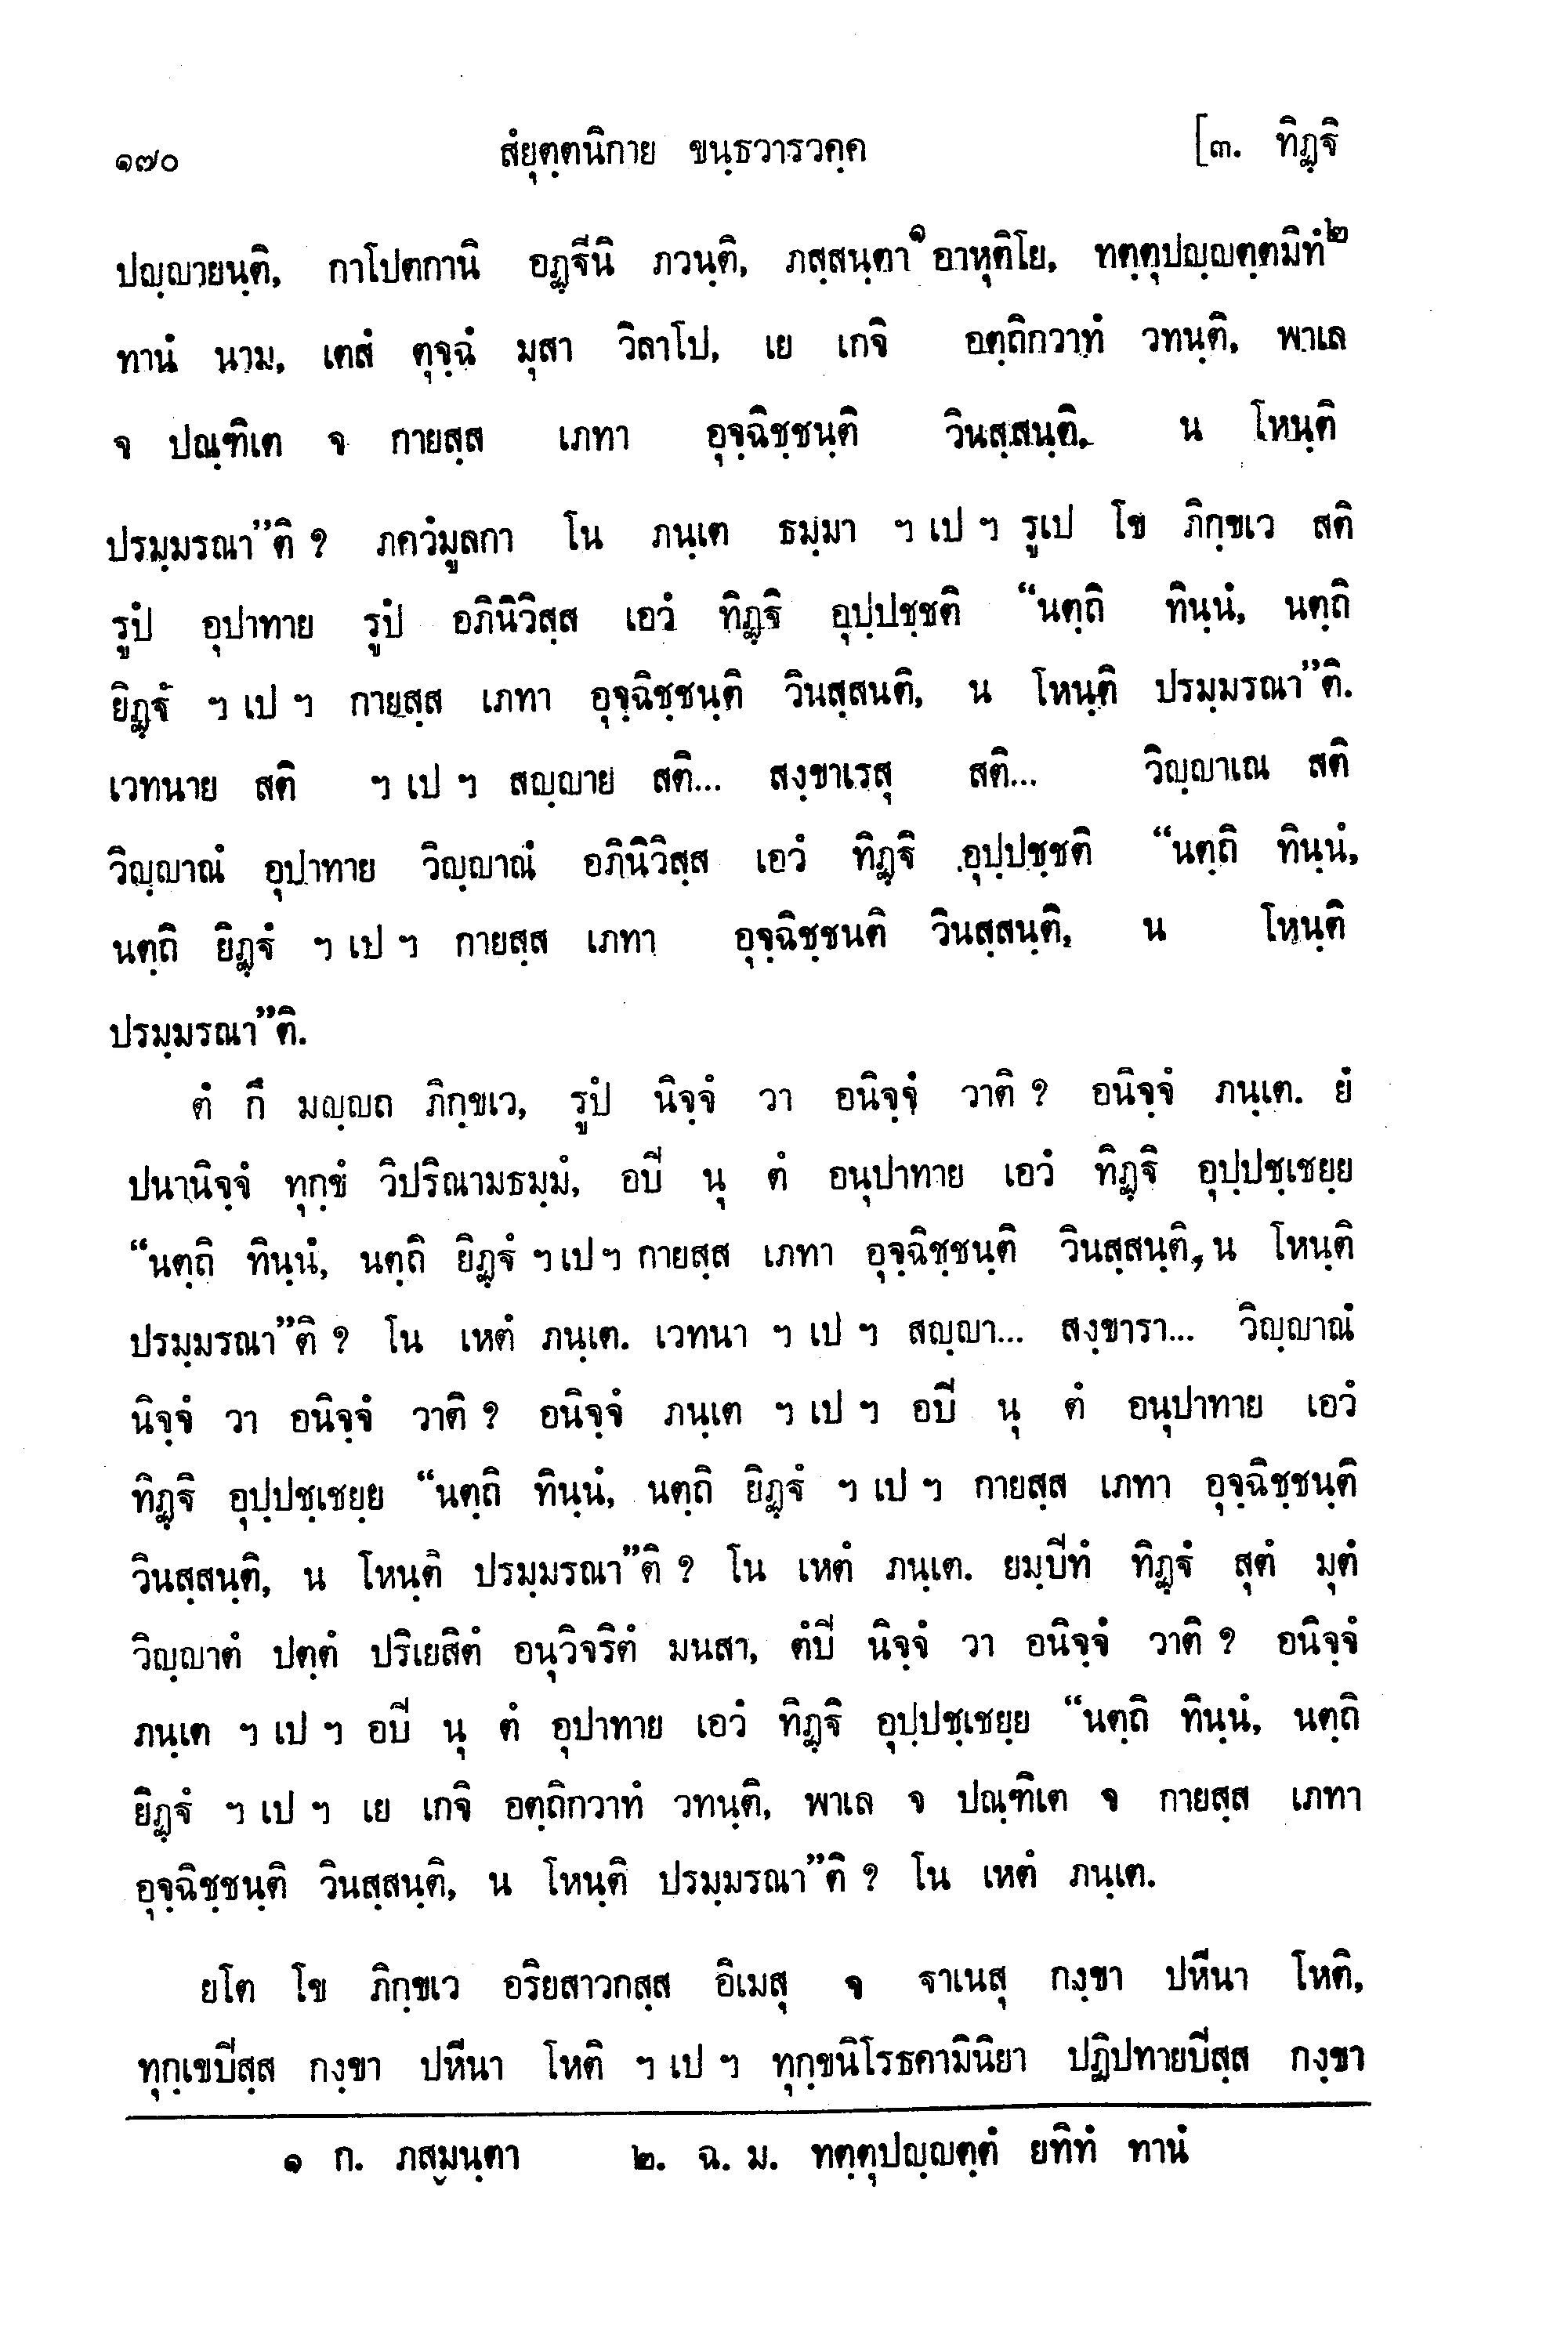 ๑๗๐ สํยุตฺตนิกาย ขนฺธวารวคฺค [๓. ทิฏฺฐิ
ปญฺญายนฺติ, กาโปตกานิ อฏฺฐีนิ ภวนฺติ, ภสฺสนฺตา๑ อาหุติโย, ทตฺตุปญฺญตฺตมิทํ๒
ทานํ นาม, เตสํ ตุจฺฉํ มุสา วิลาโป, เย เกจิ อตฺถิกวาทํ วทนฺติ, พาเล
จ ปณฺฑิเต จ กายสฺส เภทา อุจฺฉิชฺชนฺติ วินสฺสนฺติ, น โหนฺติ
ปรมฺมรณา”ติ ? ภควํมูลกา โน ภนฺเต ธมฺมา ฯ เป ฯ รูเป โข ภิกฺขเว สติ
รูปํ อุปาทาย รูปํ อภินิวิสฺส เอวํ ทิฏฺฐิ อุปฺปชฺชติ “นตฺถิ ทินฺนํ, นตฺถิ
ยิฏฺฐํ ฯ เป ฯ กายสฺส เภทา อุจฺฉิชฺชนฺติ วินสฺสนติ, น โหนฺติ ปรมฺมรณา”ติ.
เวทนาย สติ ฯ เป ฯ สญฺญาย สติ... สงฺขาเรสุ สติ... วิญฺญาเณ สติ
วิญฺญาณํ อุปาทาย วิญฺญาณํ อภินิวิสฺส เอวํ ทิฏฺฐิ อุปฺปชฺชติ “นตฺถิ ทินฺนํ,
นตฺถิ ยิฏฺฐํ ฯ เป ฯ กายสฺส เภทา อุจฺฉิชฺชนติ วินสฺสนฺติ, น โหนฺติ
ปรมฺมรณา”ติ.
ตํ กึ มญฺญถ ภิกฺขเว, รูปํ นิจฺจํ วา อนิจฺจํ วาติ ? อนิจฺจํ ภนฺเต. ยํ
ปนานิจฺจํ ทุกฺขํ วิปริณามธมฺมํ, อปิ นุ ตํ อนุปาทาย เอวํ ทิฏฺฐิ อุปฺปชฺเชยฺย
“นตฺถิ ทินฺนํ, นตฺถิ ยิฏฺฐํ ฯ เป ฯ กายสฺส เภทา อุจฺฉิชฺชนฺติ วินสฺสนฺติ, น โหนฺติ
ปรมฺมรณา”ติ ? โน เหตํ ภนฺเต. เวทนา ฯ เป ฯ สญฺญา... สงฺขารา... วิญฺญาณํ
นิจฺจํ วา อนิจฺจํ วาติ ? อนิจฺจํ ภนฺเต ฯ เป ฯ อปิ นุ ตํ อนุปาทาย เอวํ
ทิฏฺฐิ อุปฺปชฺเชยฺย “นตฺถิ ทินฺนํ, นตฺถิ ยิฏฺฐํ ฯ เป ฯ กายสฺส เภทา อุจฺฉิชฺชนฺติ
วินสฺสนฺติ, น โหนฺติ ปรมฺมรณา”ติ ? โน เหตํ ภนฺเต. ยมฺปีทํ ทิฏฺฐํ สุตํ มุตํ
วิญฺญาตํ ปตฺตํ ปริเยสิตํ อนุวิจริตํ มนสา, ตํปิ นิจฺจํ วา อนิจฺจํ วาติ ? อนิจฺจํ
ภนฺเต ฯ เป ฯ อปิ นุ ตํ อุปาทาย เอวํ ทิฏฺฐิ อุปฺปชฺเชยฺย “นตฺถิ ทินฺนํ, นตฺถิ
ยิฏฺฐํ ฯ เป ฯ เย เกจิ อตฺถิกวาทํ วทนฺติ, พาเล จ ปณฺฑิเต จ กายสฺส เภทา
อุจฺฉิชฺชนฺติ วินสฺสนฺติ, น โหนฺติ ปรมฺมรณา”ติ ? โน เหตํ ภนฺเต.
ยโต โข ภิกฺขเว อริยสาวกสฺส อิเมสุ จ ฐาเนสุ กงฺขา ปหีนา โหติ,
ทุกฺเขปิสฺส กงฺขา ปหีนา โหติ ฯ เป ฯ ทุกฺขนิโรธคามินิยา ปฏิปทายปิสฺส กงฺขา
๑ ก. ภสฺมนฺตา ๒. ฉ. ม. ทตฺตุปญฺญตฺตํ ยทิทํ ทานํ